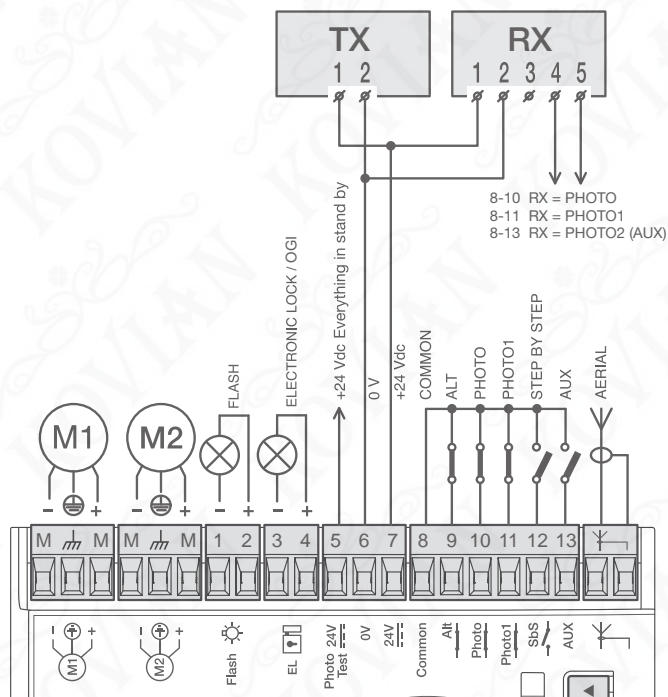 TX
1 2
RX
1 2 3 4 5
8-10 RX = PHOTO
8-11 RX = PHOTO1
8-13 RX = PHOTO2 (AUX)
FLASH
ELECTRONIC LOCK / OGI
+24 Vdc Everything in stand by
0 V
+24 Vdc
COMMON
ALT
PHOTO
PHOTO1
STEP BY STEP
AUX
AERIAL
M1
M2
- +
- +
- +
- +
M M M M 1 2 3 4 5 6 7 8 9 10 11 12 13
- +
M1
- +
M2
Flash
EL
Photo 24V
Test
0V
24V
Common
Alt
Photo
Photo1
SbS
AUX
KOVIAN